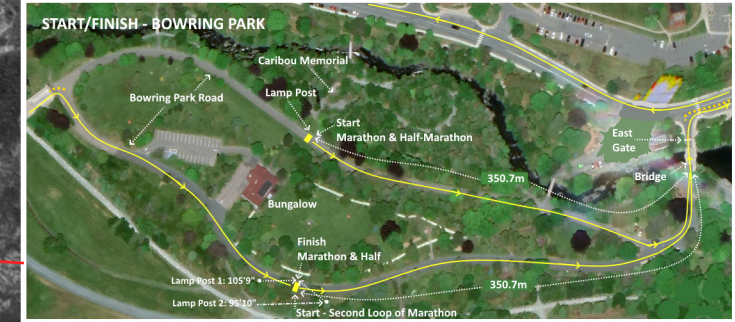 START/FINISH - BOWRING PARK
Caribou Memorial
Bowring Park Road
Lamp Post
Start
Marathon & Half-Marathon
East
Gate
350.7m
Bridge
Bungalow
Finish
Marathon & Half
Lamp Post 1: 105'9"
350.7m
Lamp Post 2: 95'10"
Start - Second Loop of Marathon